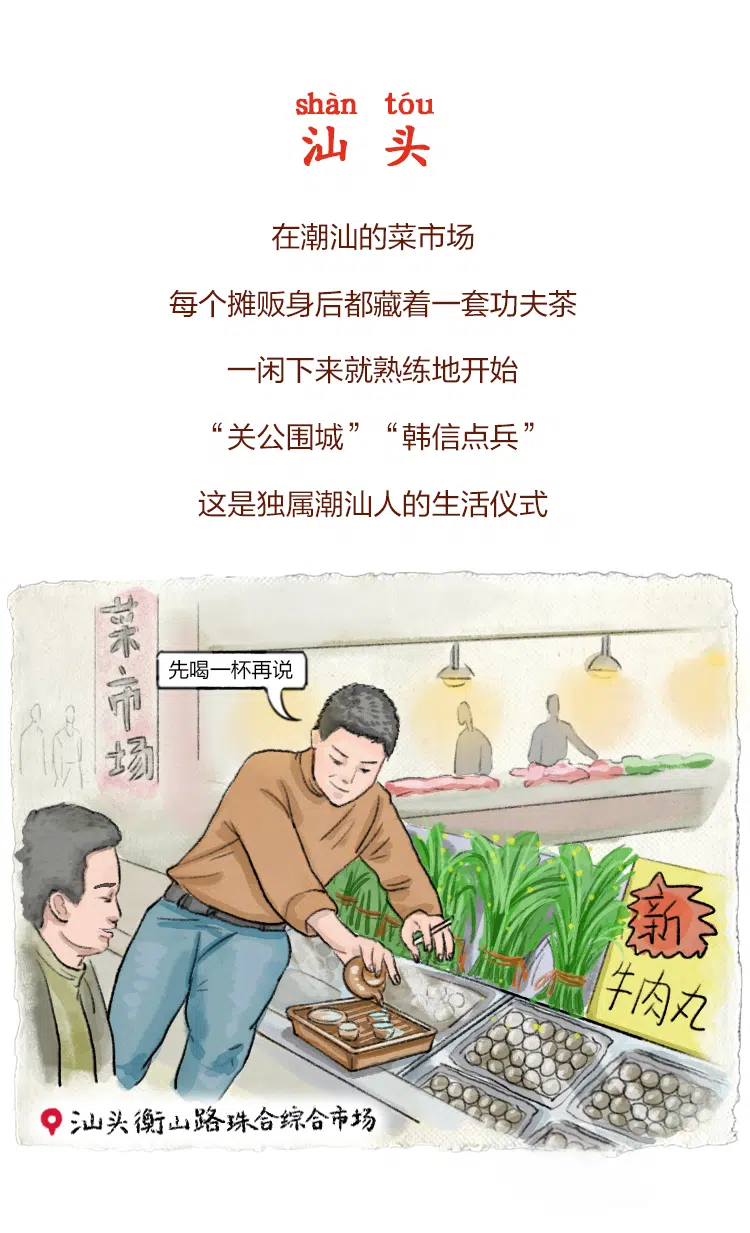 shàn tóu
汕 头
在潮汕的菜市场
每个摊贩身后都藏着一套功夫茶
一闲下来就熟练地开始
“关公围城”“韩信点兵”
这是独属潮汕人的生活仪式
菜市场
先喝一杯再说
新
牛肉丸
汕头衡山路珠合综合市场